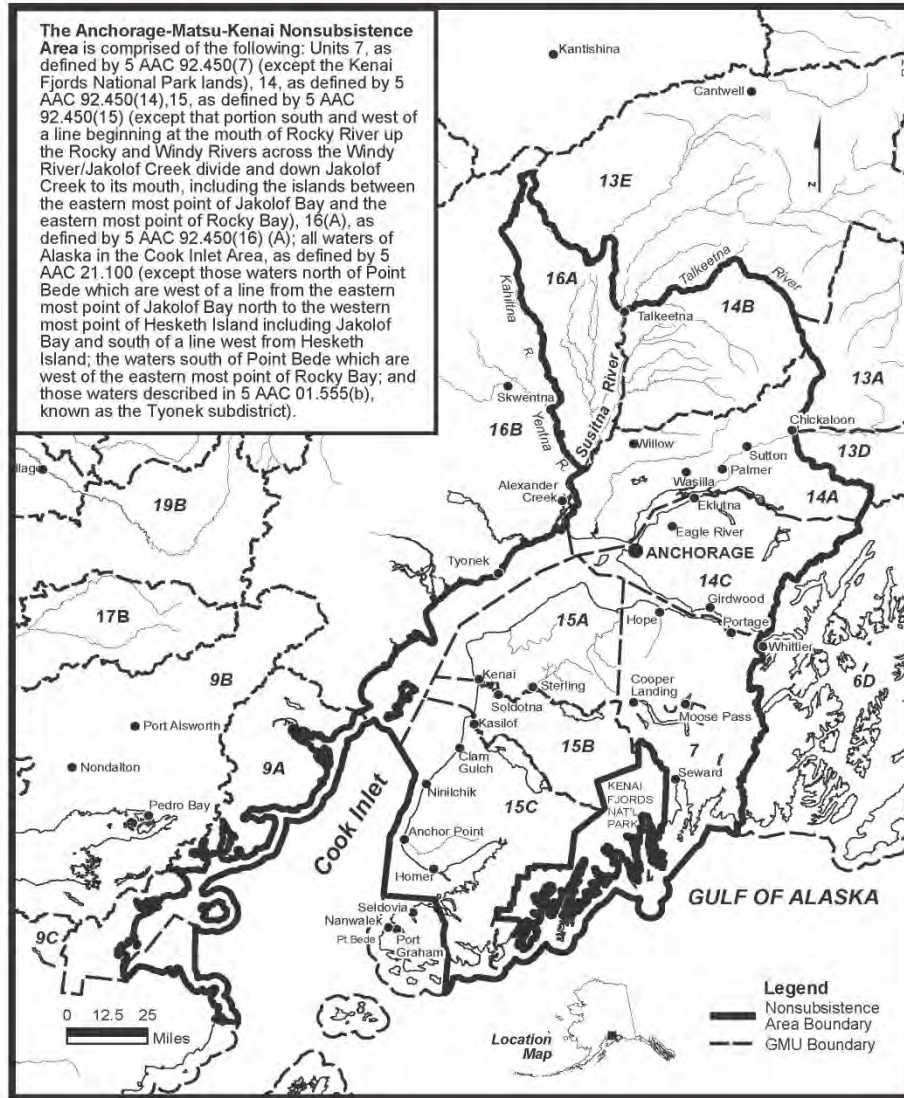 The Anchorage-Matsu-Kenai Nonsubsistence
Area is comprised of the following: Units 7, as
defined by 5 AAC 92.450(7) (except the Kenai
Fjords National Park lands), 14, as defined by 5
AAC 92.450(14),15, as defined by 5 AAC
92.450(15) (except that portion south and west of
a line beginning at the mouth of Rocky River up
the Rocky and Windy Rivers across the Windy
River/Jakolof Creek divide and down Jakolof
Creek to its mouth, including the islands between
the eastern most point of Jakolof Bay and the
eastern most point of Rocky Bay), 16(A), as
defined by 5 AAC 92.450(16) (A); all waters of
Alaska in the Cook Inlet Area, as defined by 5
AAC 21.100 (except those waters north of Point
Bede which are west of a line from the eastern
most point of Jakolof Bay north to the western
most point of Hesketh Island including Jakolof
Bay and south of a line west from Hesketh
Island; the waters south of Point Bede which are
west of the eastern most point of Rocky Bay; and
those waters described in 5 AAC 01.555(b),
known as the Tyonek subdistrict).
Kantishina
Cantwell
13E
z
16A
Kahiltna
R.
Talkeetna
River
14B
Talkeetna
Susitna River
13A
Skwentna
16B
Yentna
R.
Willow
Chickaloon
Sutton
13D
Palmer
Wasilla
14A
Eklutna
Alexander
Creek
Eagle River
ANCHORAGE
14C
llage
19B
Tyonek
Girdwood
Hope
Portage
Whittier
17B
15A
6D
9B
Kenai
Sterling
Soldotna
Cooper
Landing
Moose Pass
Kasilof
Port Alsworth
15B
7
Nondalton
9A
Clam
Gulch
Seward
Ninilchik
KENAI
FJORDS
NAT'L
PARK
15C
Pedro Bay
Cook Inlet
Anchor Point
Homer
GULF OF ALASKA
Seldovia
Nanwalek
Pt.Bede
Port
Graham
9C
8
0 12.5 25
Miles
Location
Map
Legend
Nonsubsistence
Area Boundary
GMU Boundary